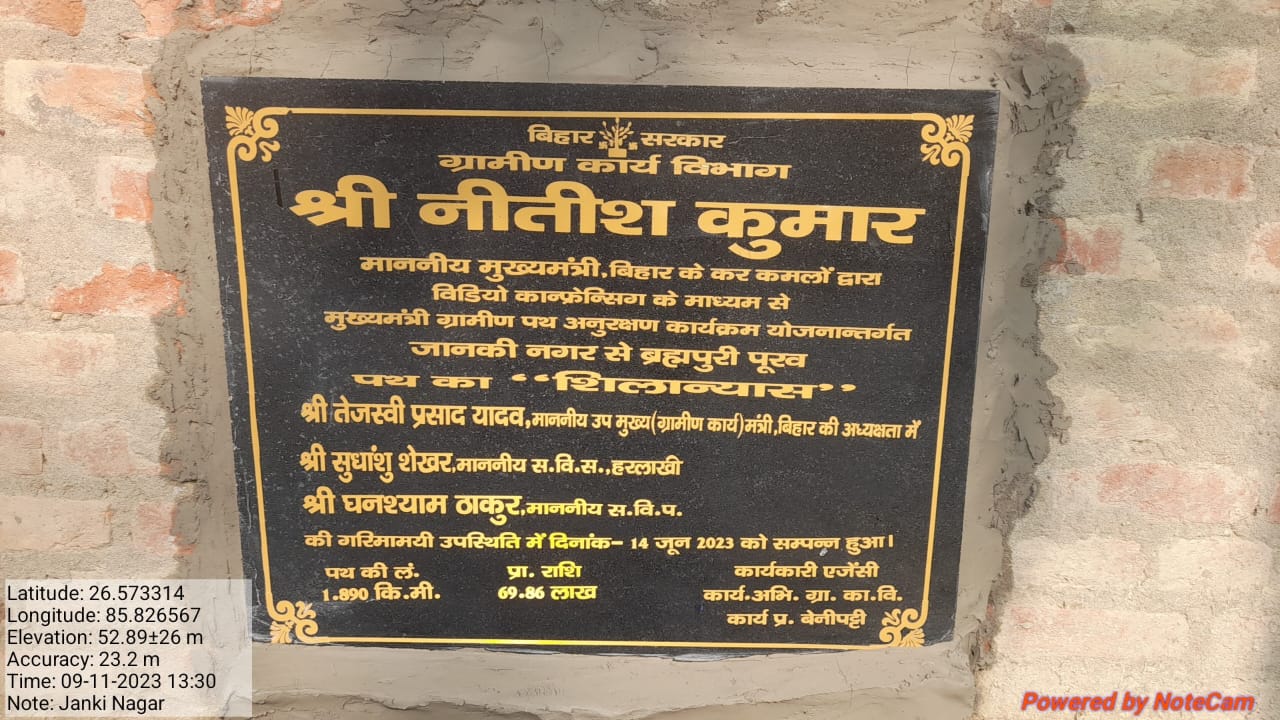 बिहार सरकार
ग्रामीण कार्य विभाग
श्री नीतीश कुमार
माननीय मुख्यमंत्री,बिहार के कर कमलों द्वारा
विडियो कान्फ्रेन्सिग के माध्यम से
मुख्यमंत्री ग्रामीण पथ अनुरक्षण कार्यक्रम योजनान्तर्गत
जानकी नगर से ब्रह्मपुरी पूरव
पथ का “शिलान्यास”
श्री तेजस्वी प्रसाद यादव,माननीय उप मुख्य(ग्रामीण कार्य)मंत्री,बिहार की अध्यक्षता में
श्री सुधांशु शेखर,माननीय स.वि.स.,हरलाखी
श्री घनश्याम ठाकुर,माननीय स.वि.प.
की गरिमामयी उपस्थिति में दिनांक– 14 जून 2023 को सम्पन्न हुआ।
पथ की लं. प्रा. राशि कार्यकारी एजेंसी
1.890 कि.मी. 69.86 लाख कार्य.अभि. ग्रा. का.वि.
कार्य प्र. बेनीपट्टी
Latitude: 26.573314
Longitude: 85.826567
Elevation: 52.89±26 m
Accuracy: 23.2 m
Time: 09-11-2023 13:30
Note: Janki Nagar
Powered by NoteCam